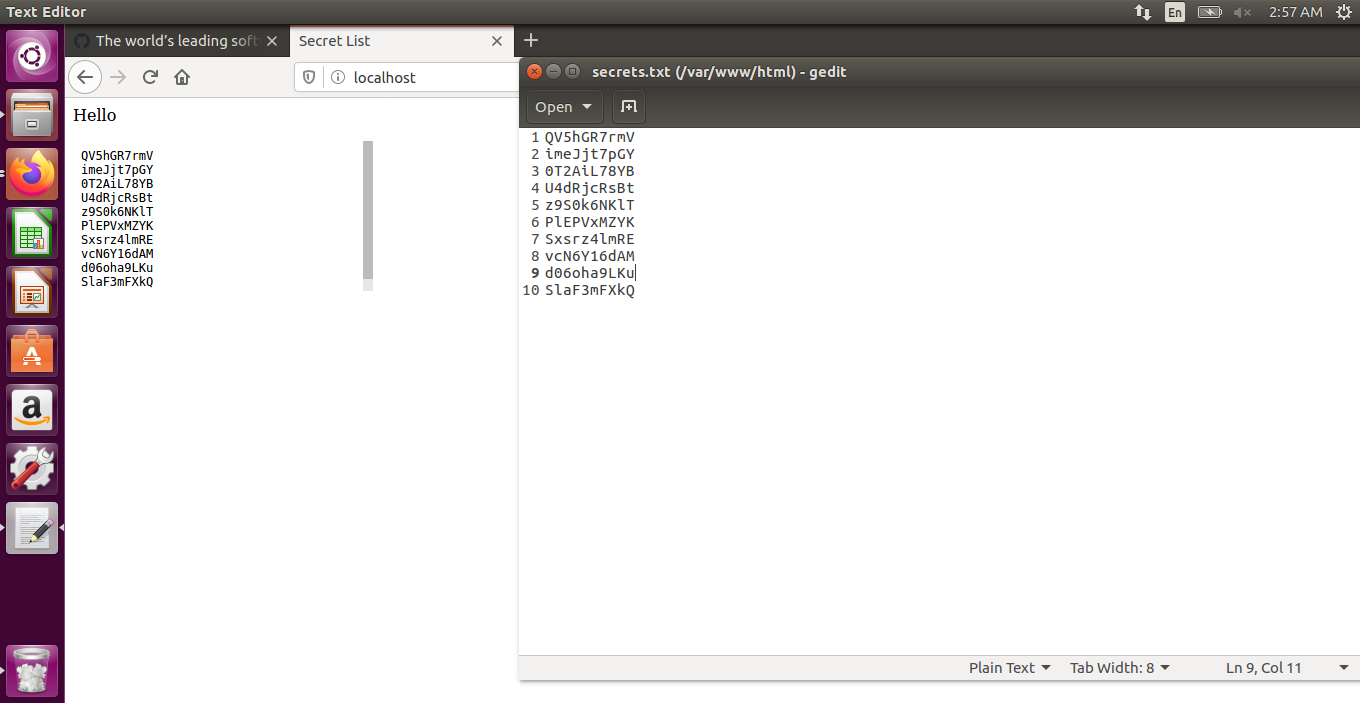 Text Editor
En
2:57 AM
The world's leading soft
Secret List
localhost
Hello
QV5hGR7rmV
imeJjt7pGY
0T2AiL78YB
U4dRjcRsBt
z9S0k6NKlT
PlEPVxMZYK
Sxsrz4lmRE
vcN6Y16dAM
d06oha9LKu
SlaF3mFXkQ
secrets.txt (/var/www/html) - gedit
Open
1 QV5hGR7rmV
2 imeJjt7pGY
3 0T2AiL78YB
4 U4dRjcRsBt
5 z9S0k6NKlT
6 PlEPVxMZYK
7 Sxsrz4lmRE
8 vcN6Y16dAM
9 d06oha9LKu
10 SlaF3mFXkQ
Plain Text
Tab Width: 8
Ln 9, Col 11